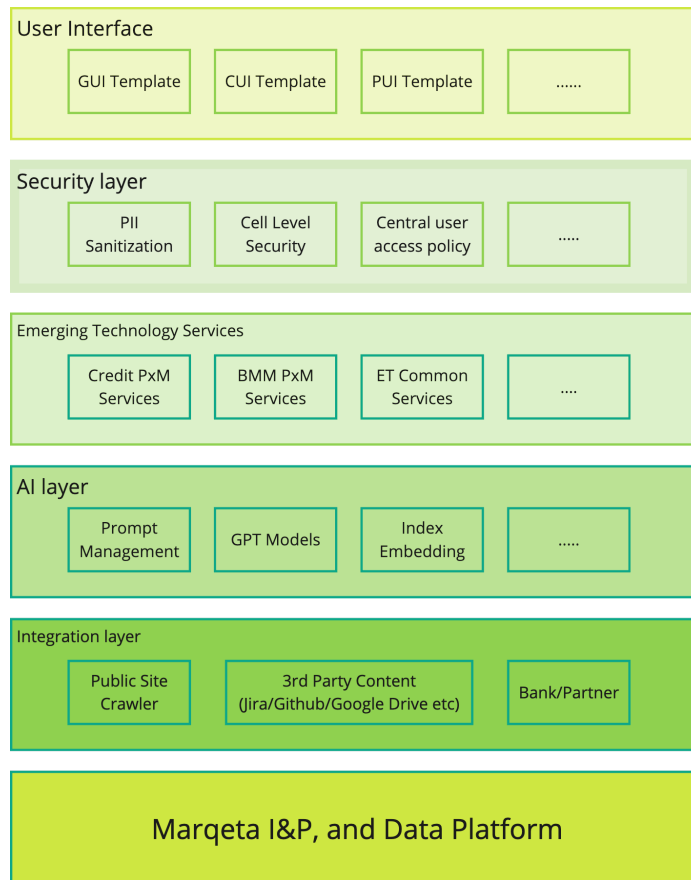 User Interface
GUI Template
CUI Template
PUI Template
......
Security layer
PII
Sanitization
Cell Level
Security
Central user
access policy
.....
Emerging Technology Services
Credit PxM
Services
BMM PxM
Services
ET Common
Services
....
AI layer
Prompt
Management
GPT Models
Index
Embedding
.....
Integration layer
Public Site
Crawler
3rd Party Content
(Jira/Github/Google Drive etc)
Bank/Partner
Marqeta I&P, and Data Platform